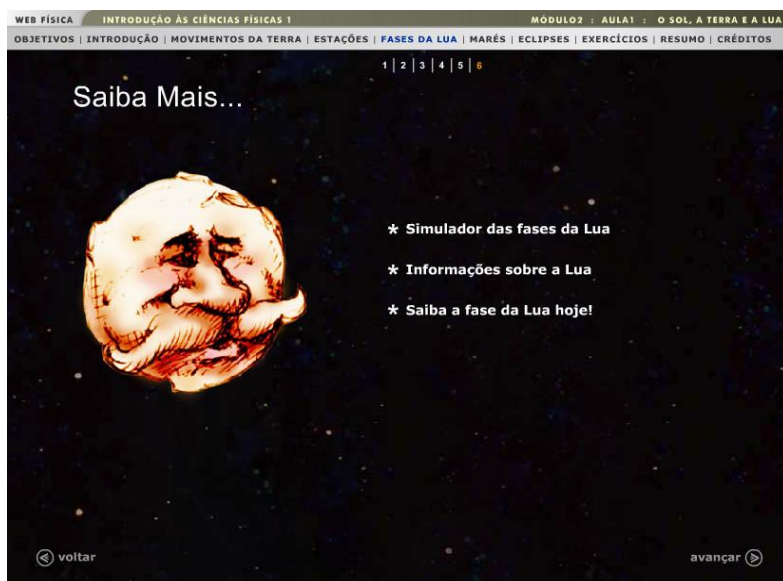 WEB FÍSICA INTRODUÇÃO ÀS CIÊNCIAS FÍSICAS 1 MÓDULO2 : AULA1 : O SOL, A TERRA E A LUA
OBJETIVOS | INTRODUÇÃO | MOVIMENTOS DA TERRA | ESTAÇÕES | FASES DA LUA | MARÉS | ECLIPSES | EXERCÍCIOS | RESUMO | CRÉDITOS
1 | 2 | 3 | 4 | 5 | 6
Saiba Mais...
* Simulador das fases da Lua
* Informações sobre a Lua
* Saiba a fase da Lua hoje!
voltar avançar